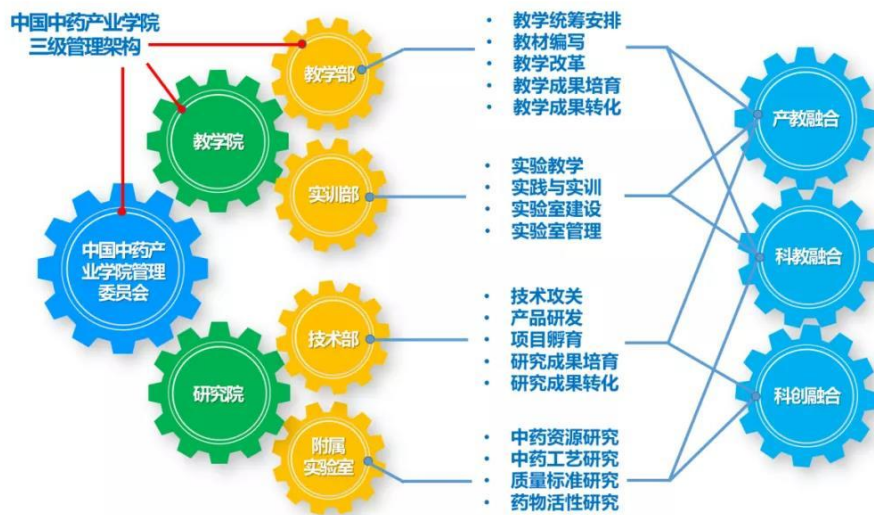 中国中药产业学院
三级管理架构
教学部
教学院
实训部
中国中药产
业学院管理
委员会
技术部
研究院
附属
实验室
• 教学统筹安排
• 教材编写
• 教学改革
• 教学成果培育
• 教学成果转化
• 实验教学
• 实践与实训
• 实验室建设
• 实验室管理
• 技术攻关
• 产品研发
• 项目孵育
• 研究成果培育
• 研究成果转化
• 中药资源研究
• 中药工艺研究
• 质量标准研究
• 药物活性研究
产教融合
科教融合
科创融合